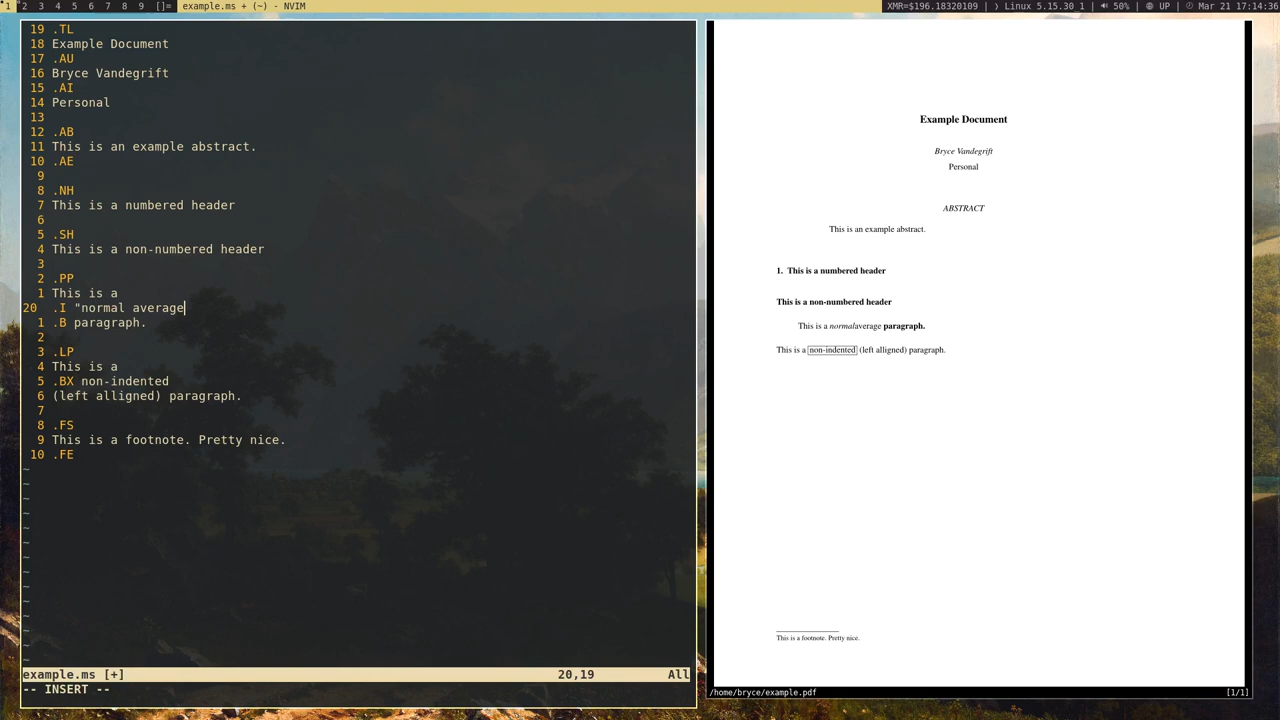 1 2 3 4 5 6 7 8 9 []= example.ms + (~) - NVIM
XMR=$196.18320109 | Linux 5.15.30_1 | 50% | UP | Mar 21 17:14:36
19 .TL
18 Example Document
17 .AU
16 Bryce Vandegrift
15 .AI
14 Personal
13
12 .AB
11 This is an example abstract.
10 .AE
9
8 .NH
7 This is a numbered header
6
5 .SH
4 This is a non-numbered header
3
2 .PP
1 This is a
20 .I "normal average
1 .B paragraph.
2
3 .LP
4 This is a
5 .BX non-indented
6 (left alligned) paragraph.
7
8 .FS
9 This is a footnote. Pretty nice.
10 .FE
~
~
~
~
~
~
~
~
~
~
~
~
~
~
example.ms [+] 20,19 All
-- INSERT --
Example Document
Bryce Vandegrift
Personal
ABSTRACT
This is an example abstract.
1. This is a numbered header
This is a non-numbered header
This is a normalaverage paragraph.
This is a non-indented (left alligned) paragraph.
This is a footnote. Pretty nice.
/home/bryce/example.pdf [1/1]